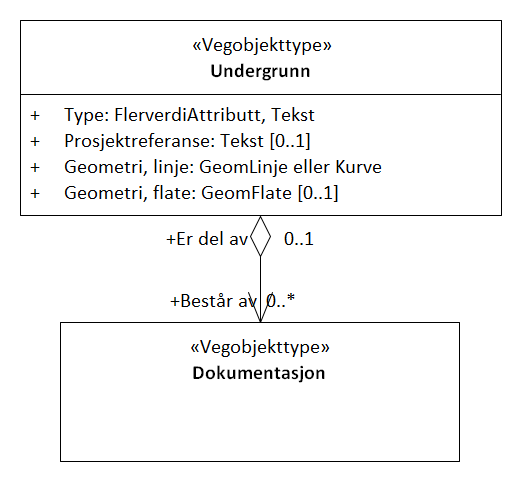 «Vegobjekttype»
Undergrunn
+ Type: FlerverdiAttributt, Tekst
+ Prosjektreferanse: Tekst [0..1]
+ Geometri, linje: GeomLinje eller Kurve
+ Geometri, flate: GeomFlate [0..1]
+Er del av 0..1
+Består av 0..*
«Vegobjekttype»
Dokumentasjon